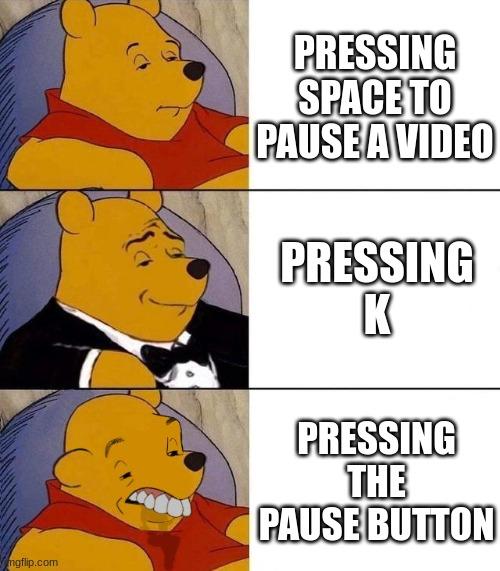 PRESSING
SPACE TO
PAUSE A VIDEO
PRESSING
K
PRESSING
THE
PAUSE BUTTON
imgflip.com